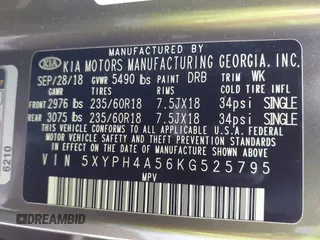 MANUFACTURED BY
KIA KIA MOTORS MANUFACTURING GEORGIA, INC.
SEP/28/18 GVWR 5490 lbs PAINT DRB TRIM WK
GAWR TIRES RIMS COLD TIRE INFL.
FRONT 2976 lbs 235/60R18 7.5JX18 34psi SINGLE
REAR 3075 lbs 235/60R18 7.5JX18 34psi SINGLE
THIS VEHICLE CONFORMS TO ALL APPLICABLE U.S.A. FEDERAL
MOTOR VEHICLE SAFETY, BUMPER, AND THEFT PREVENTION
STANDARDS IN EFFECT ON THE DATE OF MANUFACTURE SHOWN ABOVE.
VIN 5XYPH4A56KG525795
MPV
6210
DREAMBID